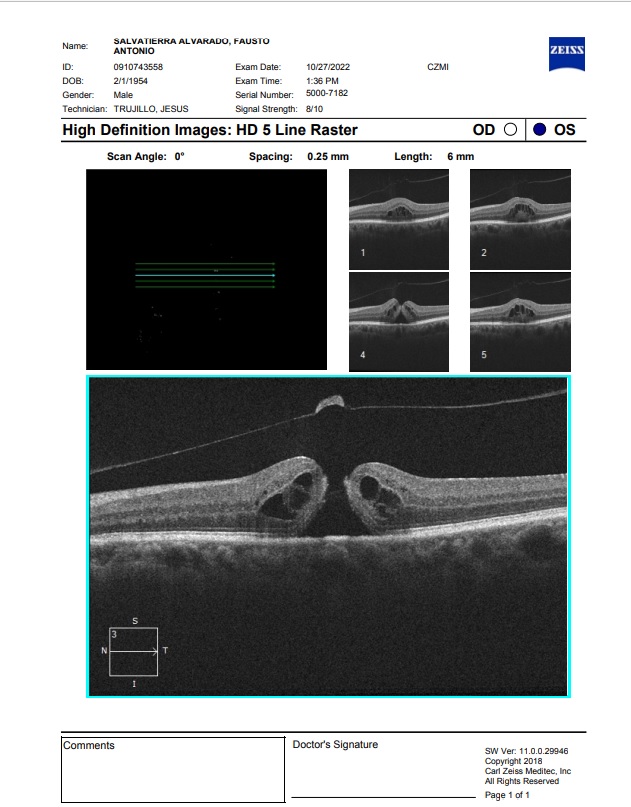 Name: SALVATIERRA ALVARADO, FAUSTO
ANTONIO
ZEISS
ID: 0910743558 Exam Date: 10/27/2022 CZMI
DOB: 2/1/1954 Exam Time: 1:36 PM
Gender: Male Serial Number: 5000-7182
Technician: TRUJILLO, JESUS Signal Strength: 8/10
High Definition Images: HD 5 Line Raster OD OS
Scan Angle: 0° Spacing: 0.25 mm Length: 6 mm
1 2
4 5
S
3
N T
I
Comments
Doctor's Signature
SW Ver: 11.0.0.29946
Copyright 2018
Carl Zeiss Meditec, Inc
All Rights Reserved
Page 1 of 1